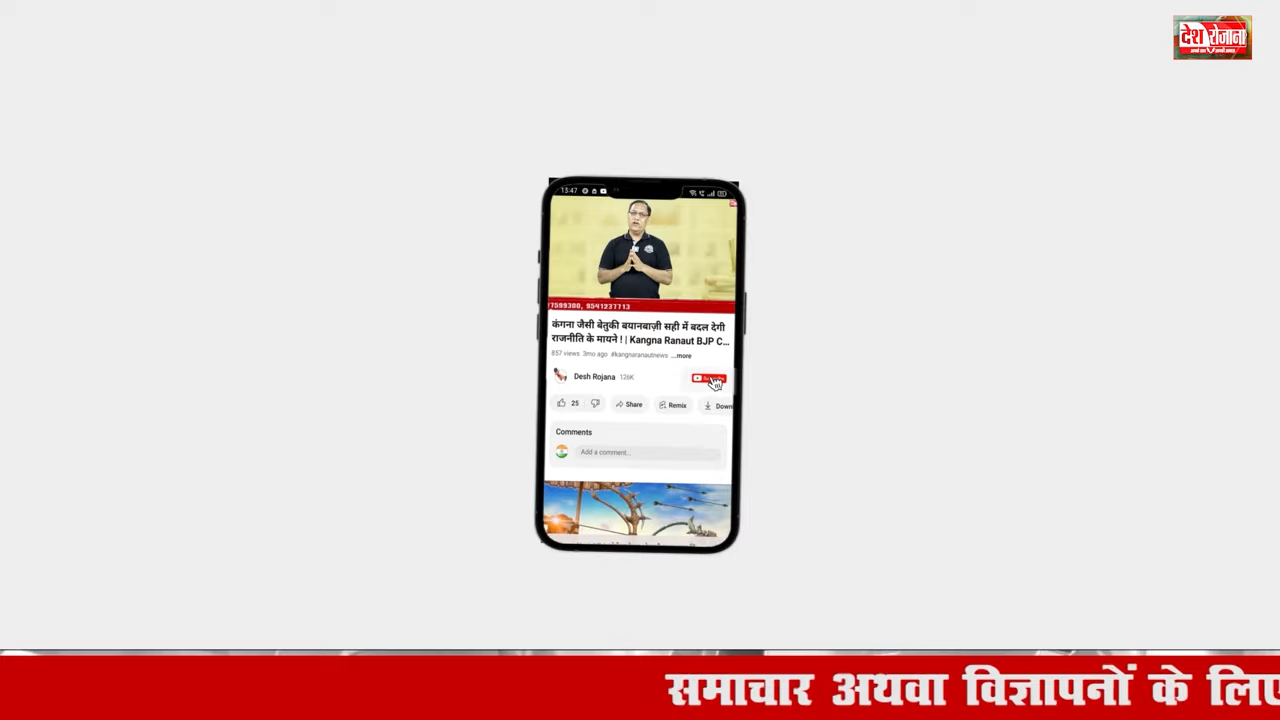 देश रोजाना
15:47
7599380, 9541237713
कंगना जैसी बेतुकी बयानबाज़ी सही में बदल देगी
राजनीति के मायने ! | Kangna Ranaut BJP C...
857 views 3mo ago #kangnaranautnews ...more
Desh Rojana 126K
25 Share Remix Down
Comments
Add a comment...
समाचार अथवा विज्ञापनों के लिए